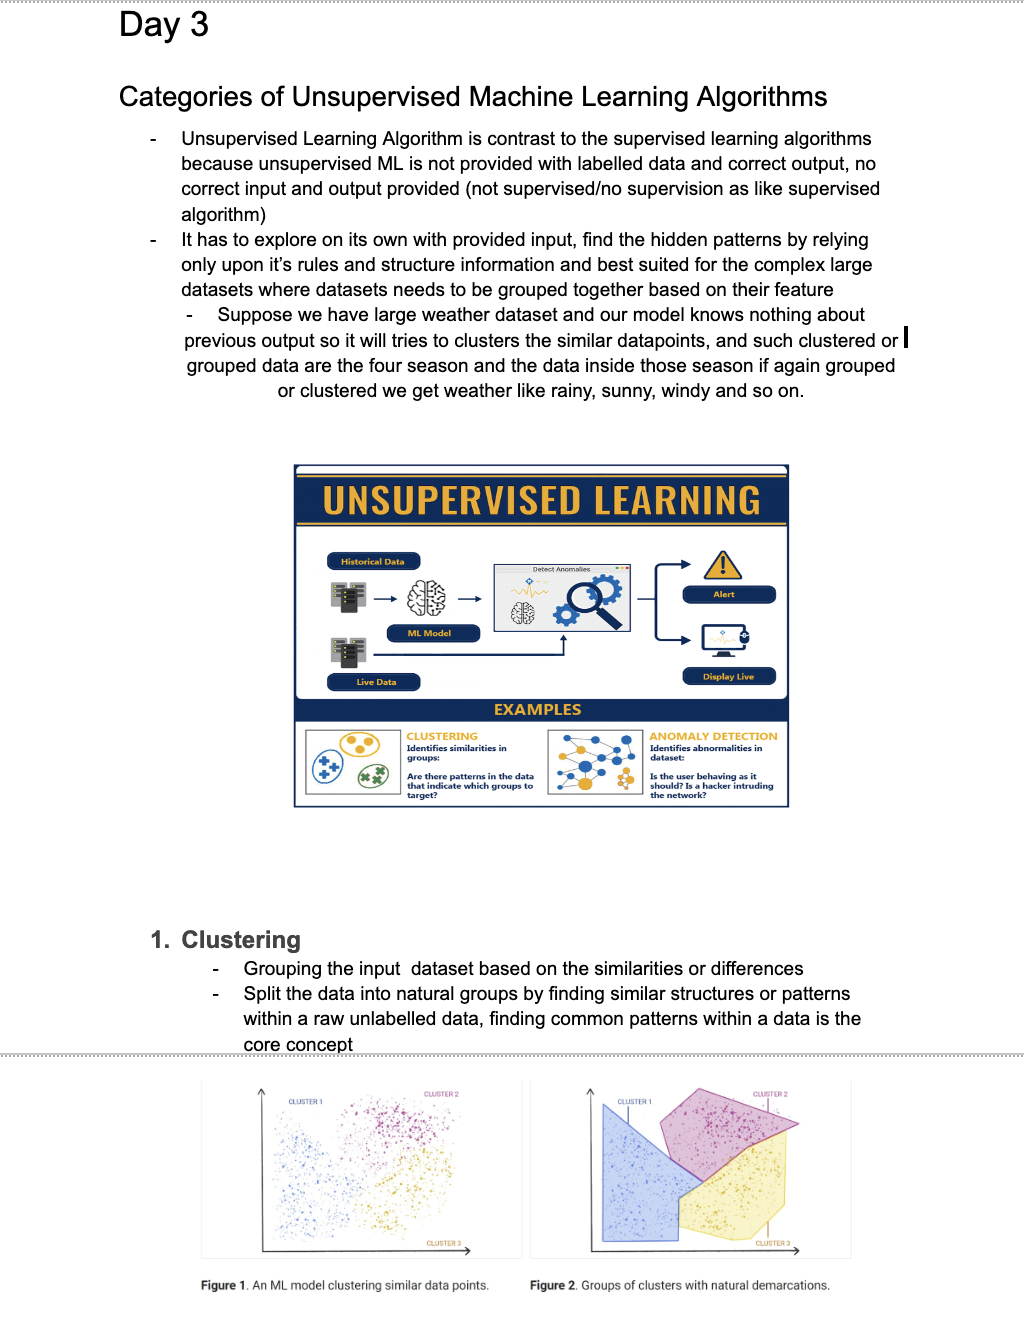 Day 3
Categories of Unsupervised Machine Learning Algorithms
- Unsupervised Learning Algorithm is contrast to the supervised learning algorithms
because unsupervised ML is not provided with labelled data and correct output, no
correct input and output provided (not supervised/no supervision as like supervised
algorithm)
- It has to explore on its own with provided input, find the hidden patterns by relying
only upon it's rules and structure information and best suited for the complex large
datasets where datasets needs to be grouped together based on their feature
- Suppose we have large weather dataset and our model knows nothing about
previous output so it will tries to clusters the similar datapoints, and such clustered or
grouped data are the four season and the data inside those season if again grouped
or clustered we get weather like rainy, sunny, windy and so on.
UNSUPERVISED LEARNING
Historical Data
Detect Anomalies
Alert
ML Model
Live Data
Display Live
EXAMPLES
CLUSTERING
Identifies similarities in
groups:
Are there patterns in the data
that indicate which groups to
target?
ANOMALY DETECTION
Identifies abnormalities in
dataset:
Is the user behaving as it
should? Is a hacker intruding
the network?
1. Clustering
- Grouping the input dataset based on the similarities or differences
- Split the data into natural groups by finding similar structures or patterns
within a raw unlabelled data, finding common patterns within a data is the
core concept
CLUSTER 1
CLUSTER 2
CLUSTER 3
CLUSTER 1
CLUSTER 2
CLUSTER 3
Figure 1. An ML model clustering similar data points.
Figure 2. Groups of clusters with natural demarcations.